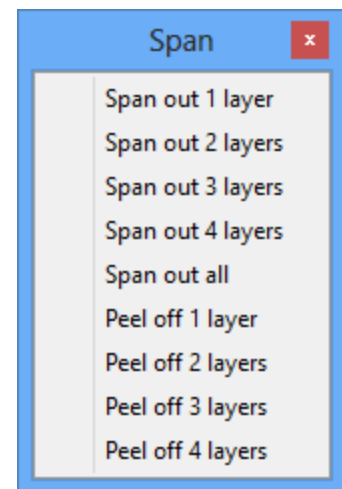 Span
x
Span out 1 layer
Span out 2 layers
Span out 3 layers
Span out 4 layers
Span out all
Peel off 1 layer
Peel off 2 layers
Peel off 3 layers
Peel off 4 layers